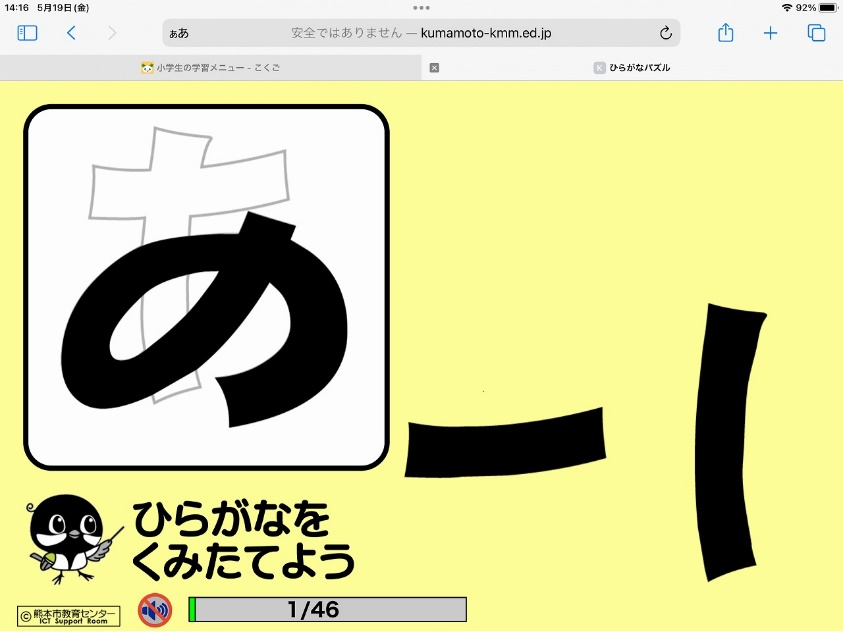 14:16 5月19日(金)
92%
ぁあ
安全ではありません — kumamoto-kmm.ed.jp
小学生の学習メニュー - こくご
K ひらがなパズル
あ
ひらがなを
くみたてよう
1/46
© 熊本市教育センター
ICT Support Room